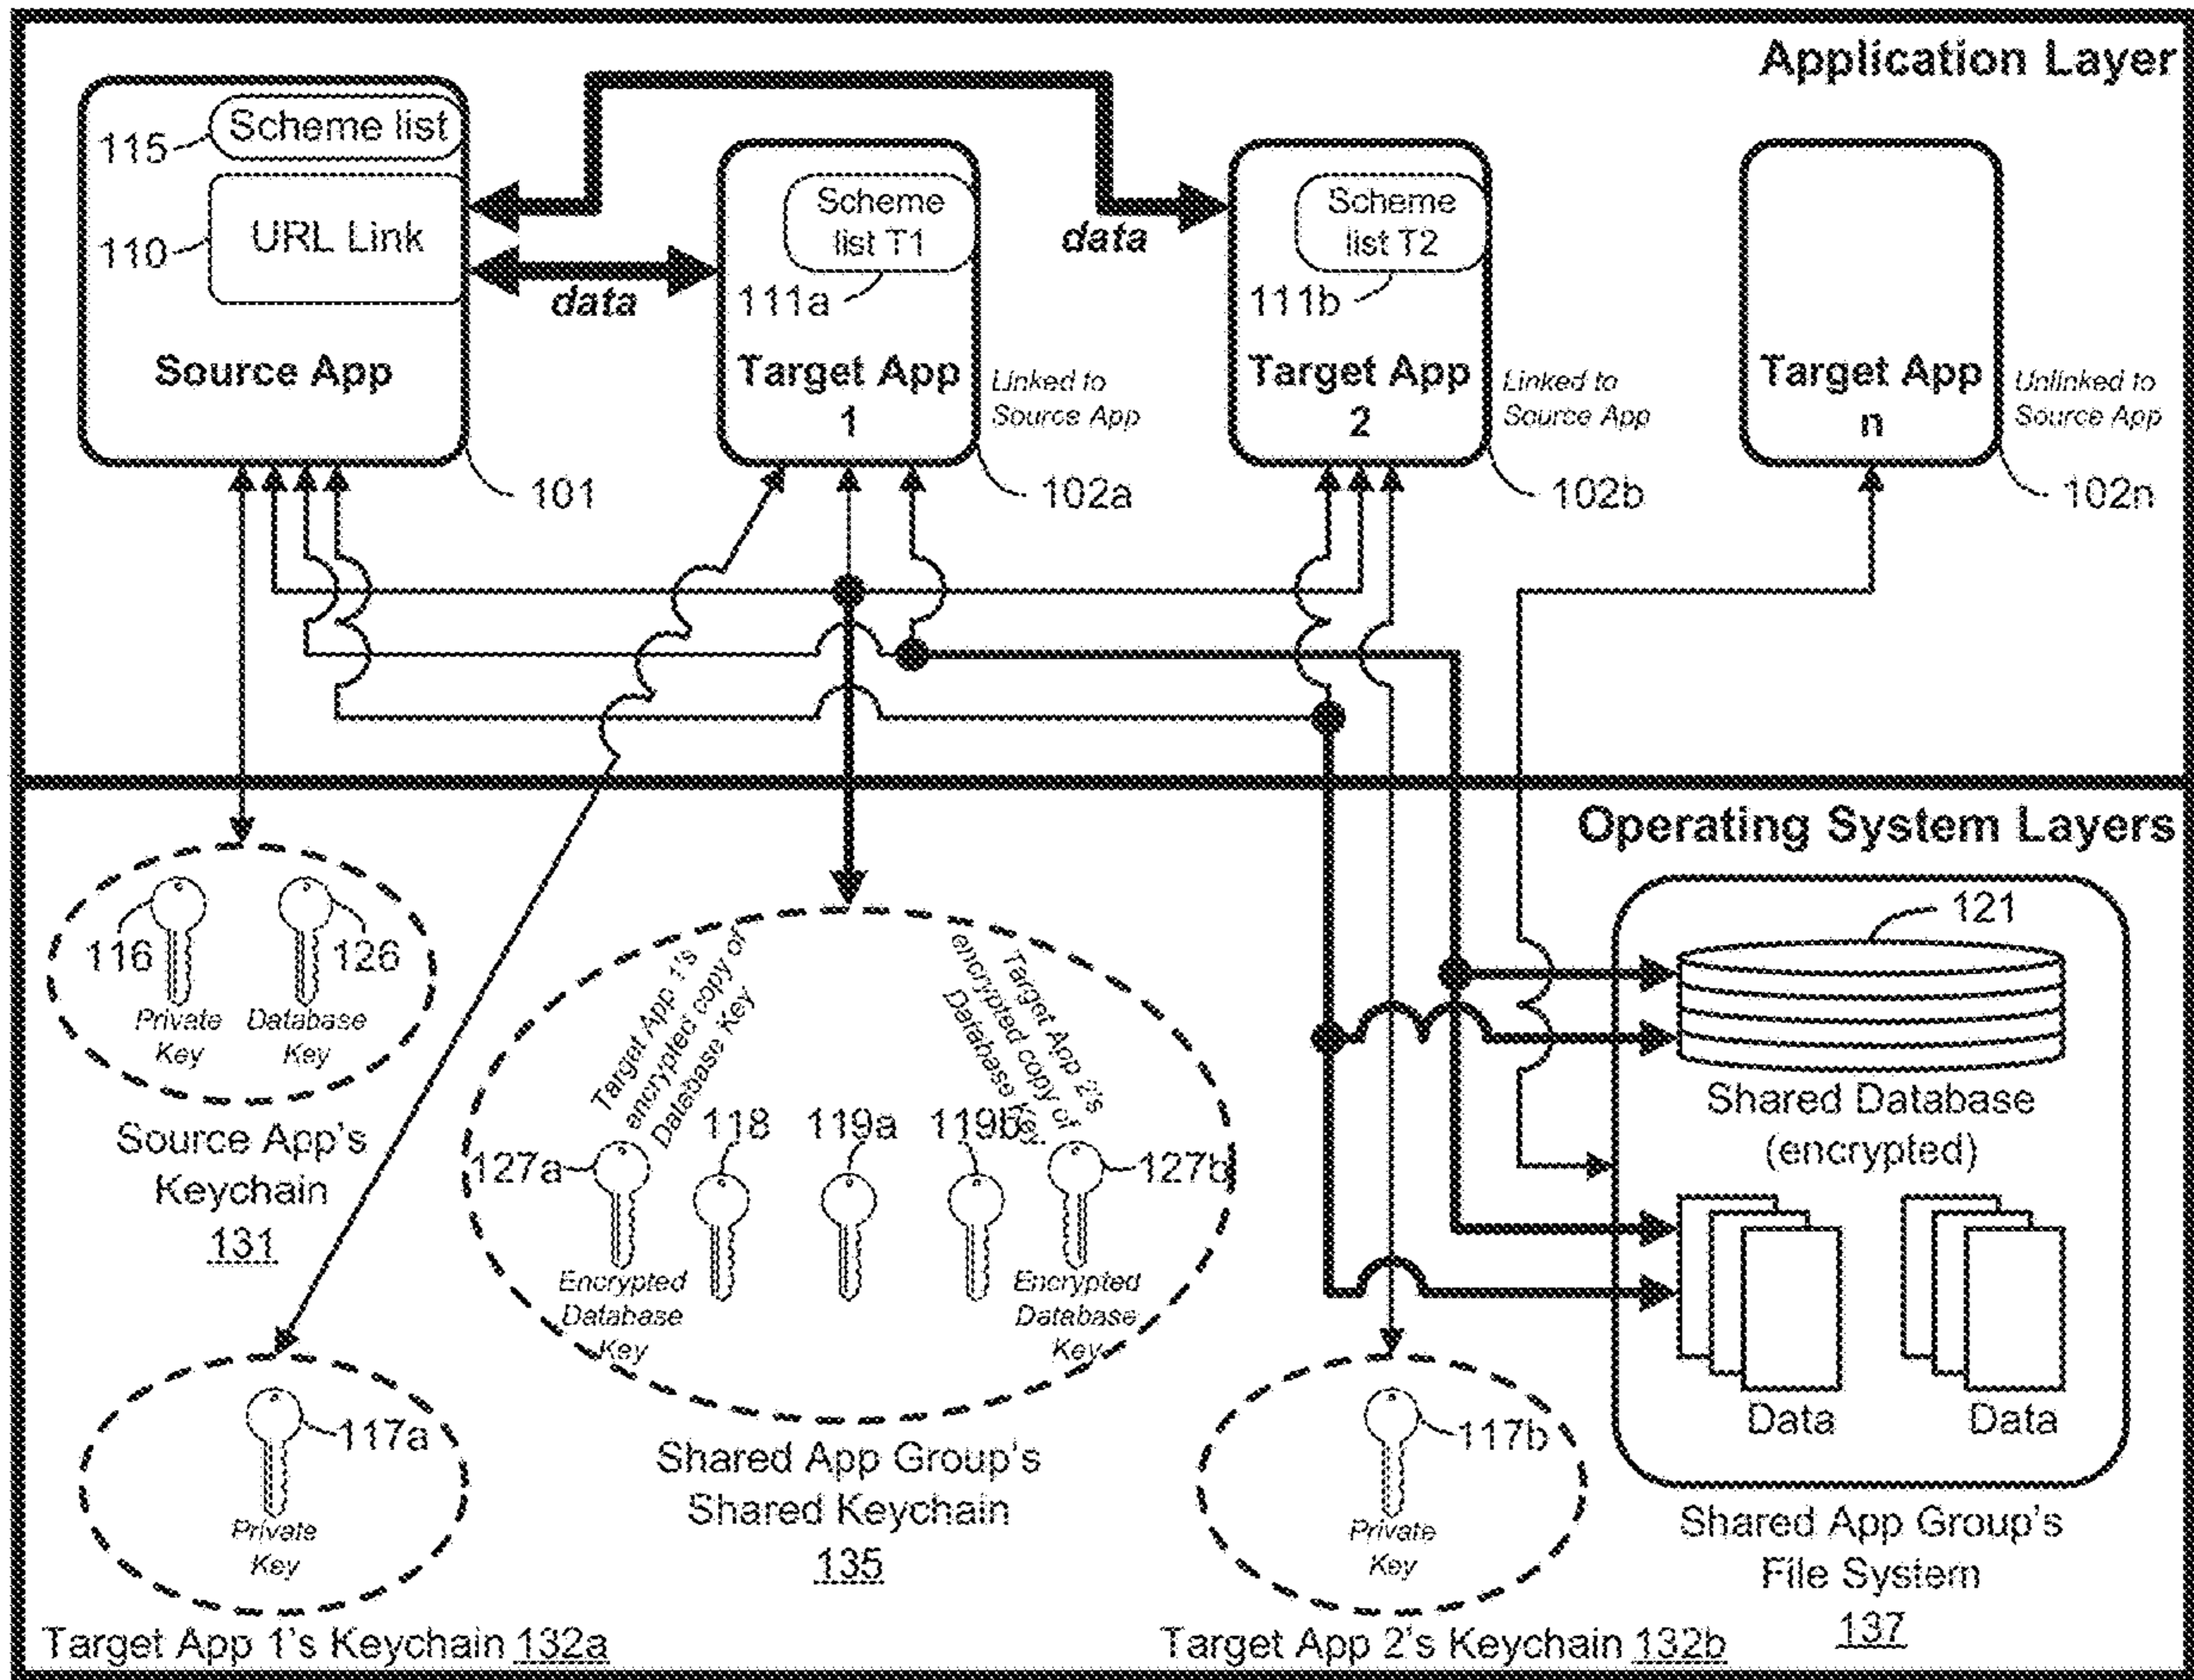 Application Layer
115
Scheme list
110
URL Link
Source App
101
data
Scheme
list T1
111a
Target App
1
Linked to
Source App
102a
data
Scheme
list T2
111b
Target App
2
Linked to
Source App
102b
Target App
n
Unlinked to
Source App
102n
Operating System Layers
116
Private
Key
126
Database
Key
Source App's
Keychain
131
Target App 1's
encrypted copy of
Database Key
Target App 2's
encrypted copy of
Database
127a
118
119a
119b
127b
Encrypted
Database
Key
Encrypted
Database
Key
Shared App Group's
Shared Keychain
135
117a
Private
Key
Target App 1's Keychain 132a
117b
Private
Key
Target App 2's Keychain 132b
121
Shared Database
(encrypted)
Data
Data
Shared App Group's
File System
137